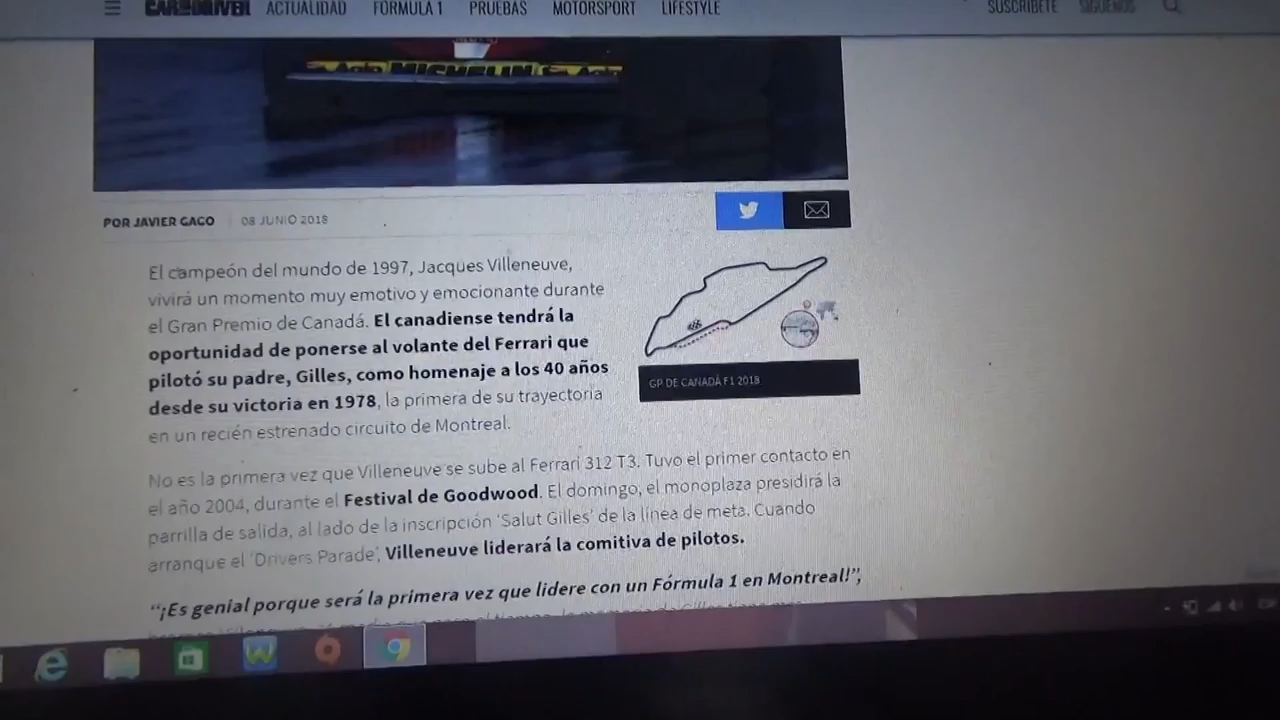 CAR AND DRIVER ACTUALIDAD FÓRMULA 1 PRUEBAS MOTORSPORT LIFESTYLE SUSCRÍBETE SÍGUENOS
MICHELIN
POR JAVIER GAGO 08 JUNIO 2018
El campeón del mundo de 1997, Jacques Villeneuve,
vivirá un momento muy emotivo y emocionante durante
el Gran Premio de Canadá. El canadiense tendrá la
oportunidad de ponerse al volante del Ferrari que
pilotó su padre, Gilles, como homenaje a los 40 años
desde su victoria en 1978, la primera de su trayectoria
en un recién estrenado circuito de Montreal.
GP DE CANADÁ F1 2018
No es la primera vez que Villeneuve se sube al Ferrari 312 T3. Tuvo el primer contacto en
el año 2004, durante el Festival de Goodwood. El domingo, el monoplaza presidirá la
parrilla de salida, al lado de la inscripción ‘Salut Gilles’ de la línea de meta. Cuando
arranque el ‘Drivers Parade’, Villeneuve liderará la comitiva de pilotos.
“¡Es genial porque será la primera vez que lidere con un Fórmula 1 en Montreal!”,